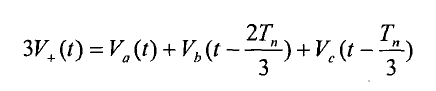 3V₊(t) = Vₐ(t) + V_b(t − 2Tₙ/3) + V_c(t − Tₙ/3)